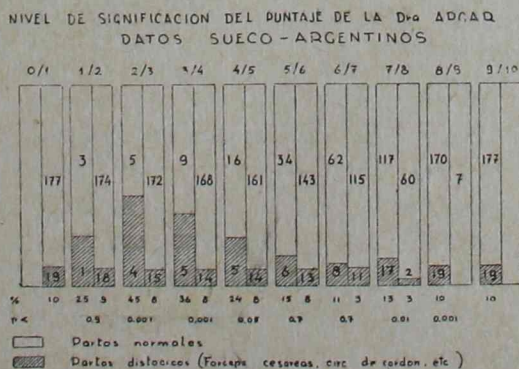 NIVEL DE SIGNIFICACION DEL PUNTAJE DE LA Dra APGAR
DATOS SUECO-ARGENTINOS
0/1 1/2 2/3 3/4 4/5 5/6 6/7 7/8 8/9 9/10
177 3 174 5 172 9 168 16 161 34 143 62 115 117 60 170 7 177
19 1 18 4 15 5 14 5 14 6 13 8 11 17 2 19 19
% 10 25 9 45 8 36 8 24 8 15 8 11 9 13 3 10 10
P < 0.9 0.001 0.001 0.05 0.7 0.7 0.01 0.001
Partos normales
Partos distocicos (Forceps cesareas, circ de cordon, etc)